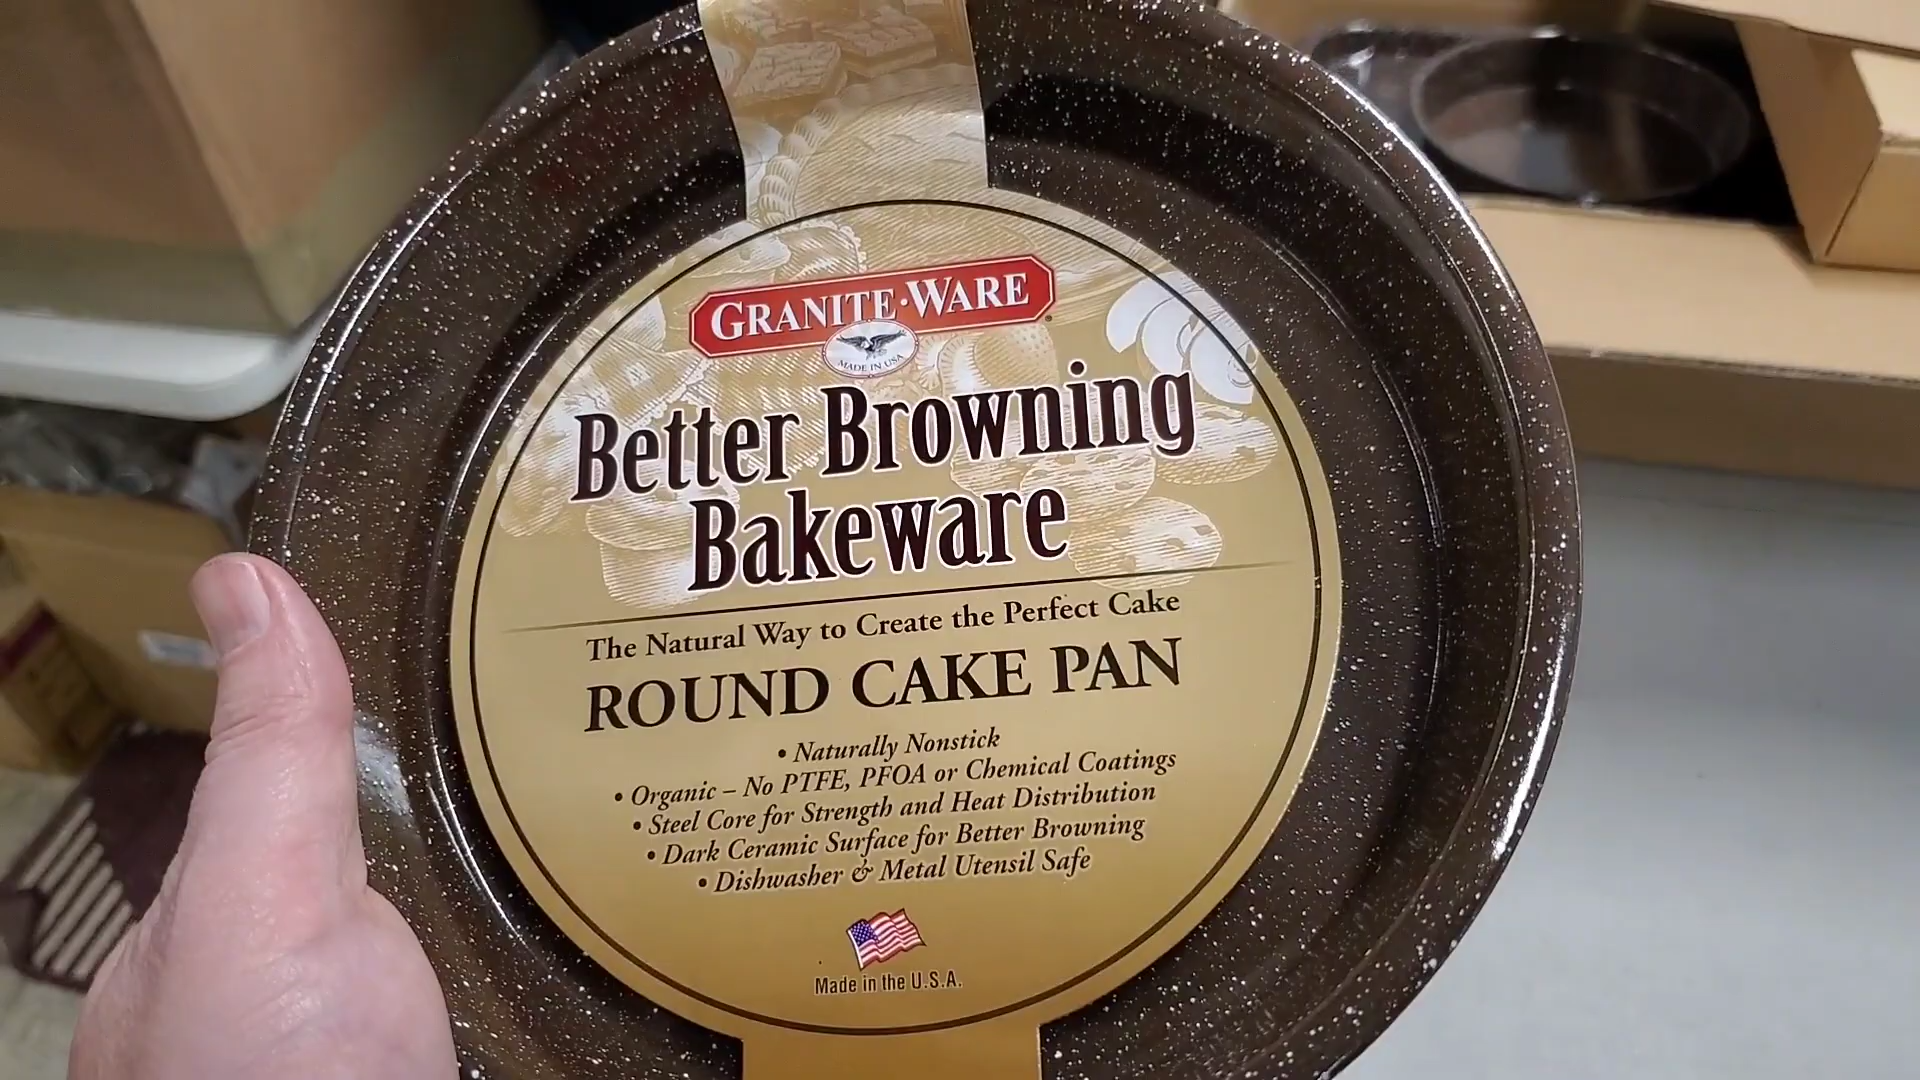 GRANITE·WARE
MADE IN USA
Better Browning
Bakeware
The Natural Way to Create the Perfect Cake
ROUND CAKE PAN
• Naturally Nonstick
• Organic – No PTFE, PFOA or Chemical Coatings
• Steel Core for Strength and Heat Distribution
• Dark Ceramic Surface for Better Browning
• Dishwasher & Metal Utensil Safe
Made in the U.S.A.